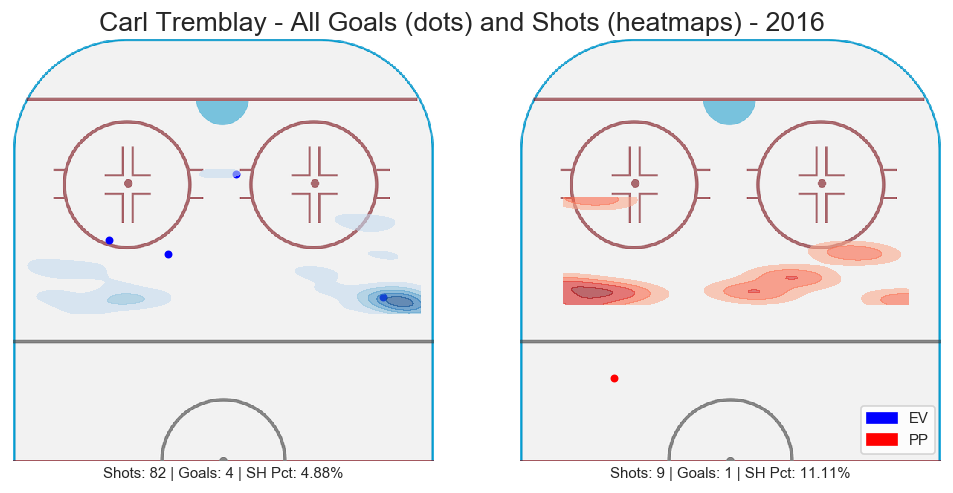 Carl Tremblay - All Goals (dots) and Shots (heatmaps) - 2016
EV
PP
Shots: 82 | Goals: 4 | SH Pct: 4.88%
Shots: 9 | Goals: 1 | SH Pct: 11.11%